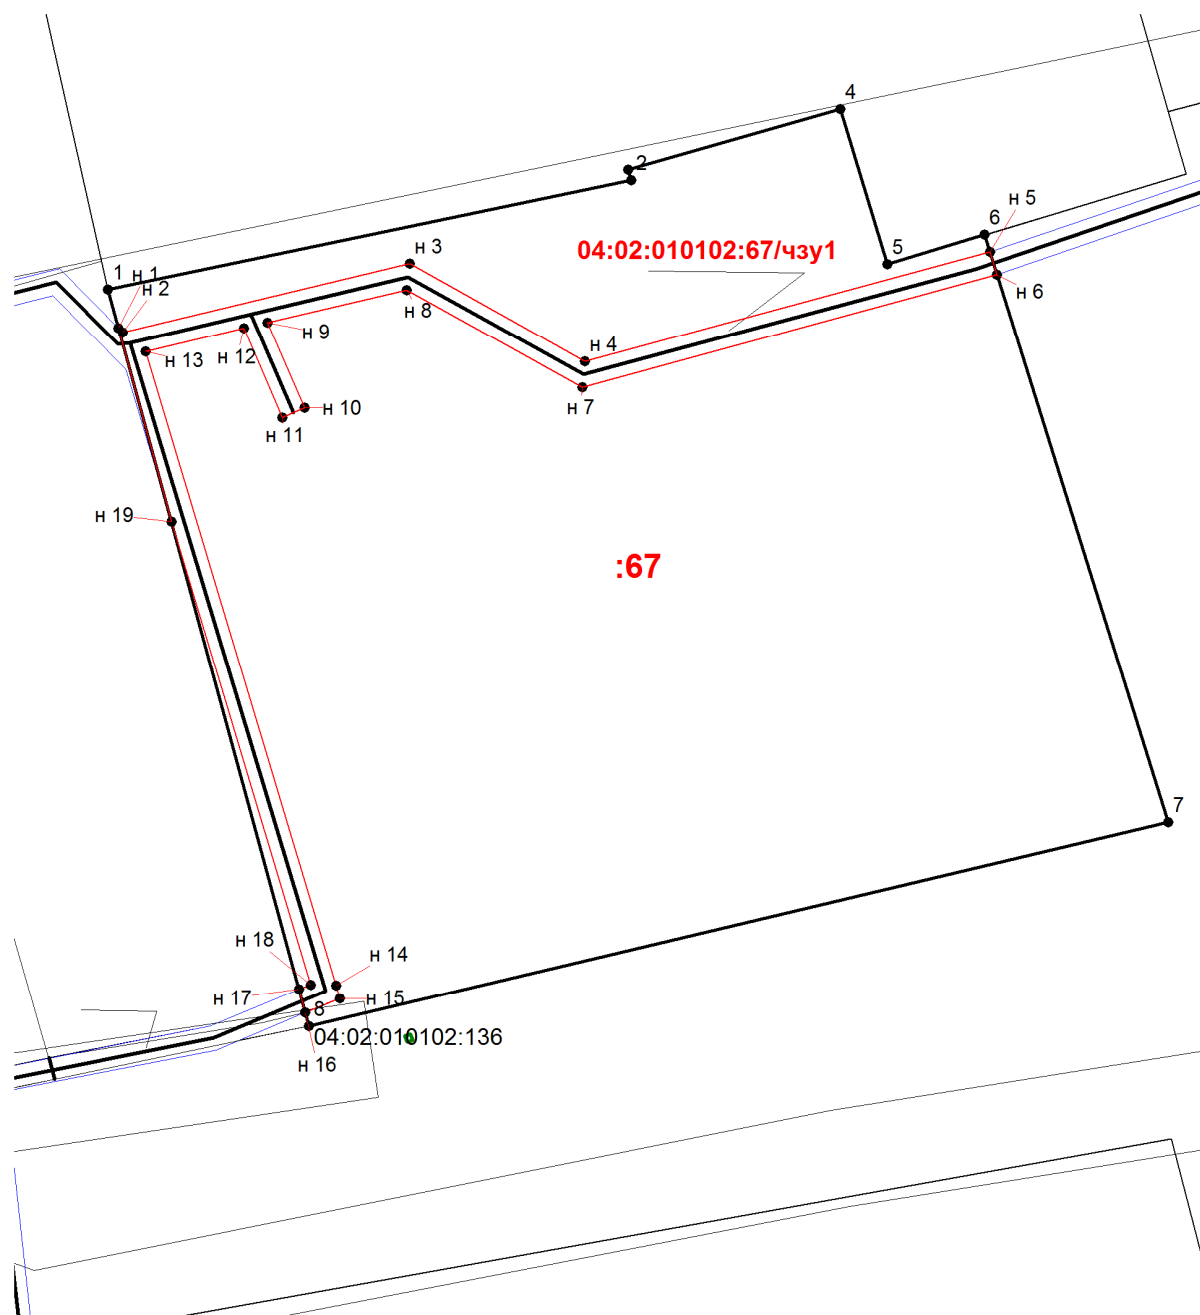 4
2
н 5
6
04:02:010102:67/чзу1
н 3
5
1
н 1
н 2
н 6
н 8
н 9
н 12
н 13
н 4
н 7
н 10
н 11
н 19
:67
7
н 18
н 14
н 17
н 15
8
04:02:010102:136
н 16